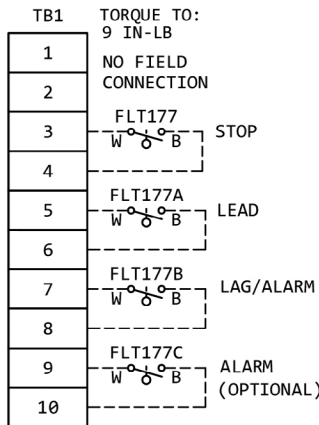 TB1
TORQUE TO:
9 IN-LB
1
NO FIELD
CONNECTION
2
FLT177
3
W
B
STOP
4
FLT177A
5
W
B
LEAD
6
FLT177B
7
W
B
LAG/ALARM
8
FLT177C
9
W
B
ALARM
(OPTIONAL)
10